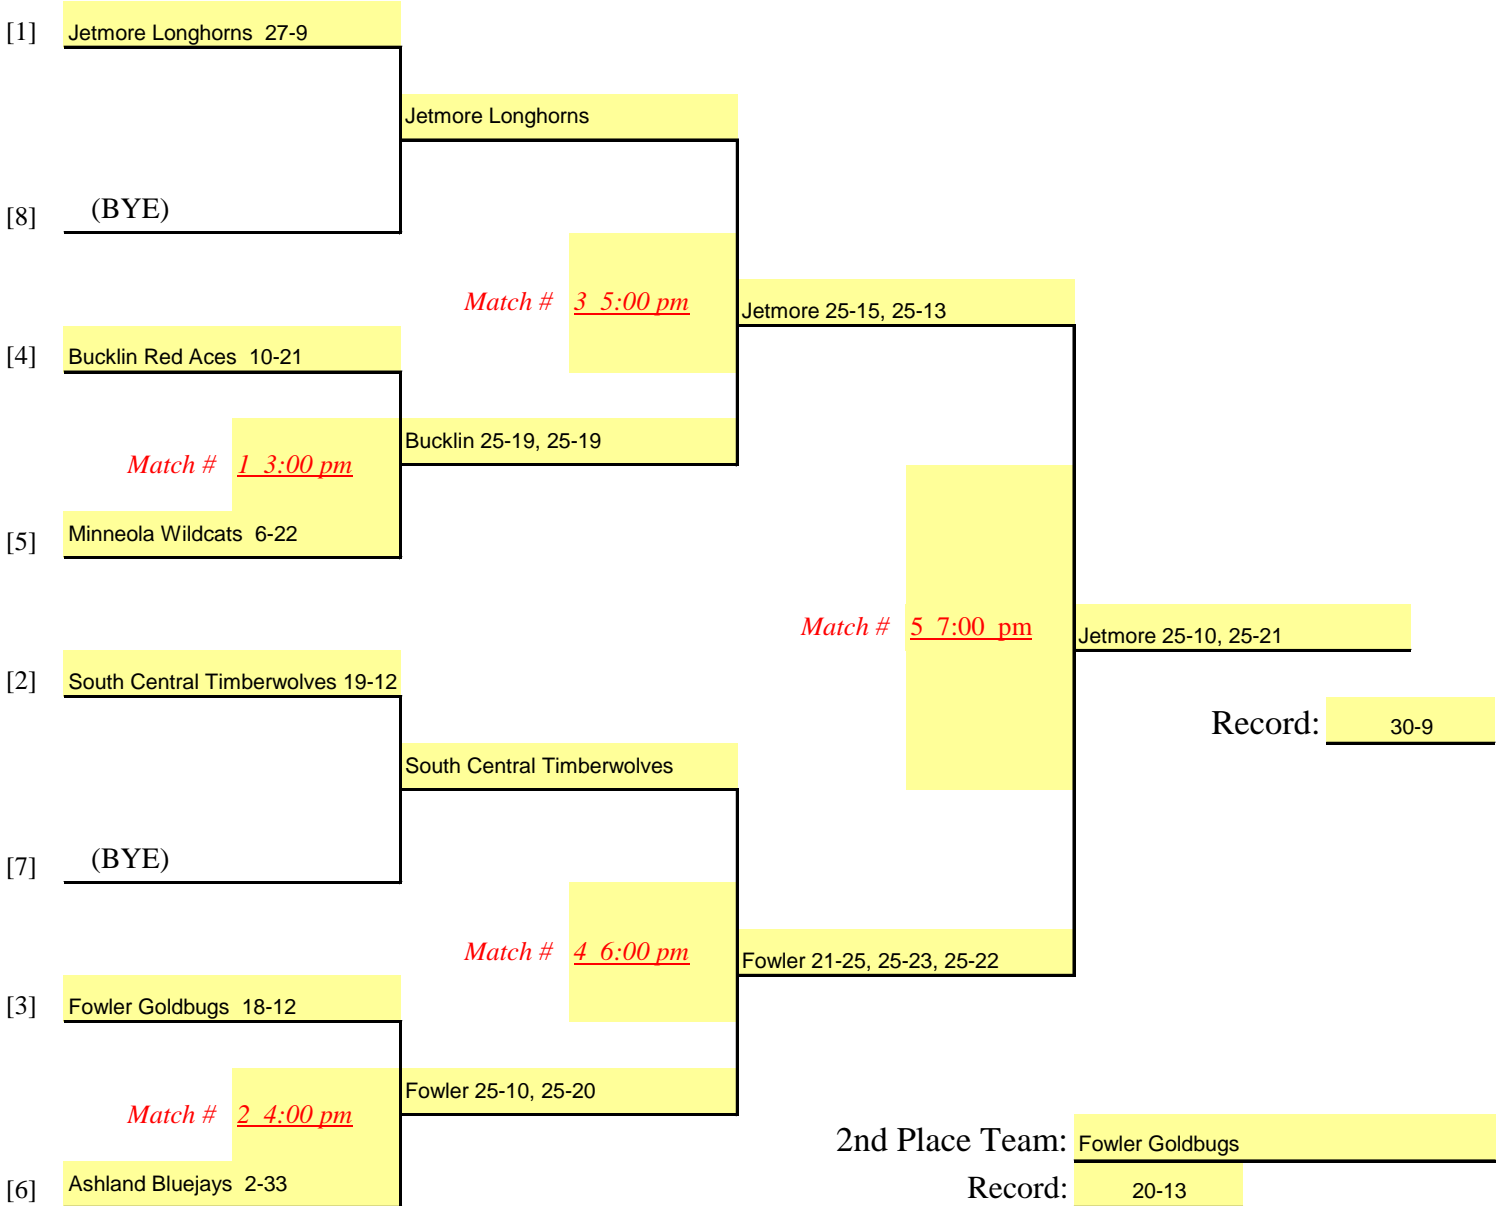 [1] Jetmore Longhorns 27-9
Jetmore Longhorns
[8] (BYE)
Match # 3 5:00 pm
Jetmore 25-15, 25-13
[4] Bucklin Red Aces 10-21
Bucklin 25-19, 25-19
Match # 1 3:00 pm
[5] Minneola Wildcats 6-22
Match # 5 7:00 pm
Jetmore 25-10, 25-21
[2] South Central Timberwolves 19-12
Record: 30-9
South Central Timberwolves
[7] (BYE)
Match # 4 6:00 pm
Fowler 21-25, 25-23, 25-22
[3] Fowler Goldbugs 18-12
Fowler 25-10, 25-20
Match # 2 4:00 pm
2nd Place Team: Fowler Goldbugs
[6] Ashland Bluejays 2-33
Record: 20-13